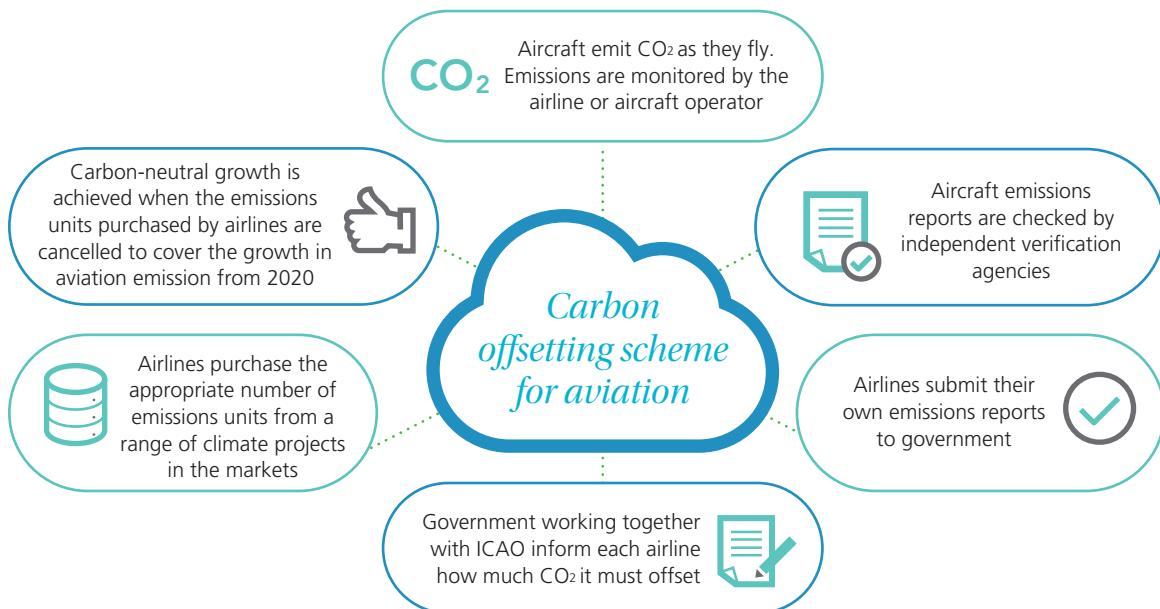 CO2
Aircraft emit CO2 as they fly.
Emissions are monitored by the
airline or aircraft operator
Aircraft emissions
reports are checked by
independent verification
agencies
Airlines submit their
own emissions reports
to government
Government working together
with ICAO inform each airline
how much CO2 it must offset
Airlines purchase the
appropriate number of
emissions units from a
range of climate projects
in the markets
Carbon-neutral growth is
achieved when the emissions
units purchased by airlines are
cancelled to cover the growth in
aviation emission from 2020
Carbon
offsetting scheme
for aviation